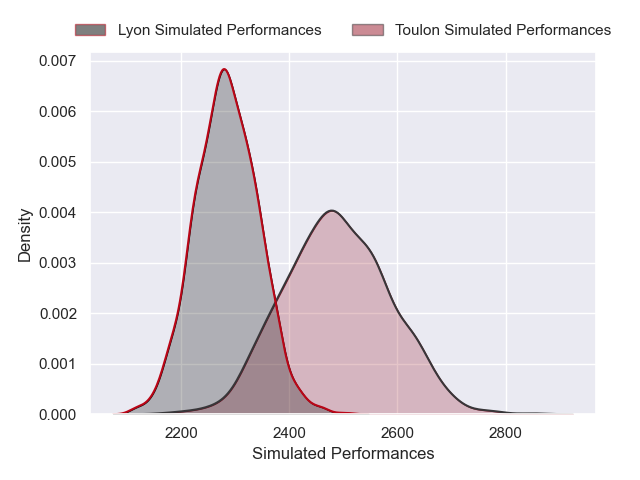 Lyon Simulated Performances Toulon Simulated Performances
0.007
0.006
0.005
0.004
0.003
0.002
0.001
0.000
Density
2200 2400 2600 2800
Simulated Performances